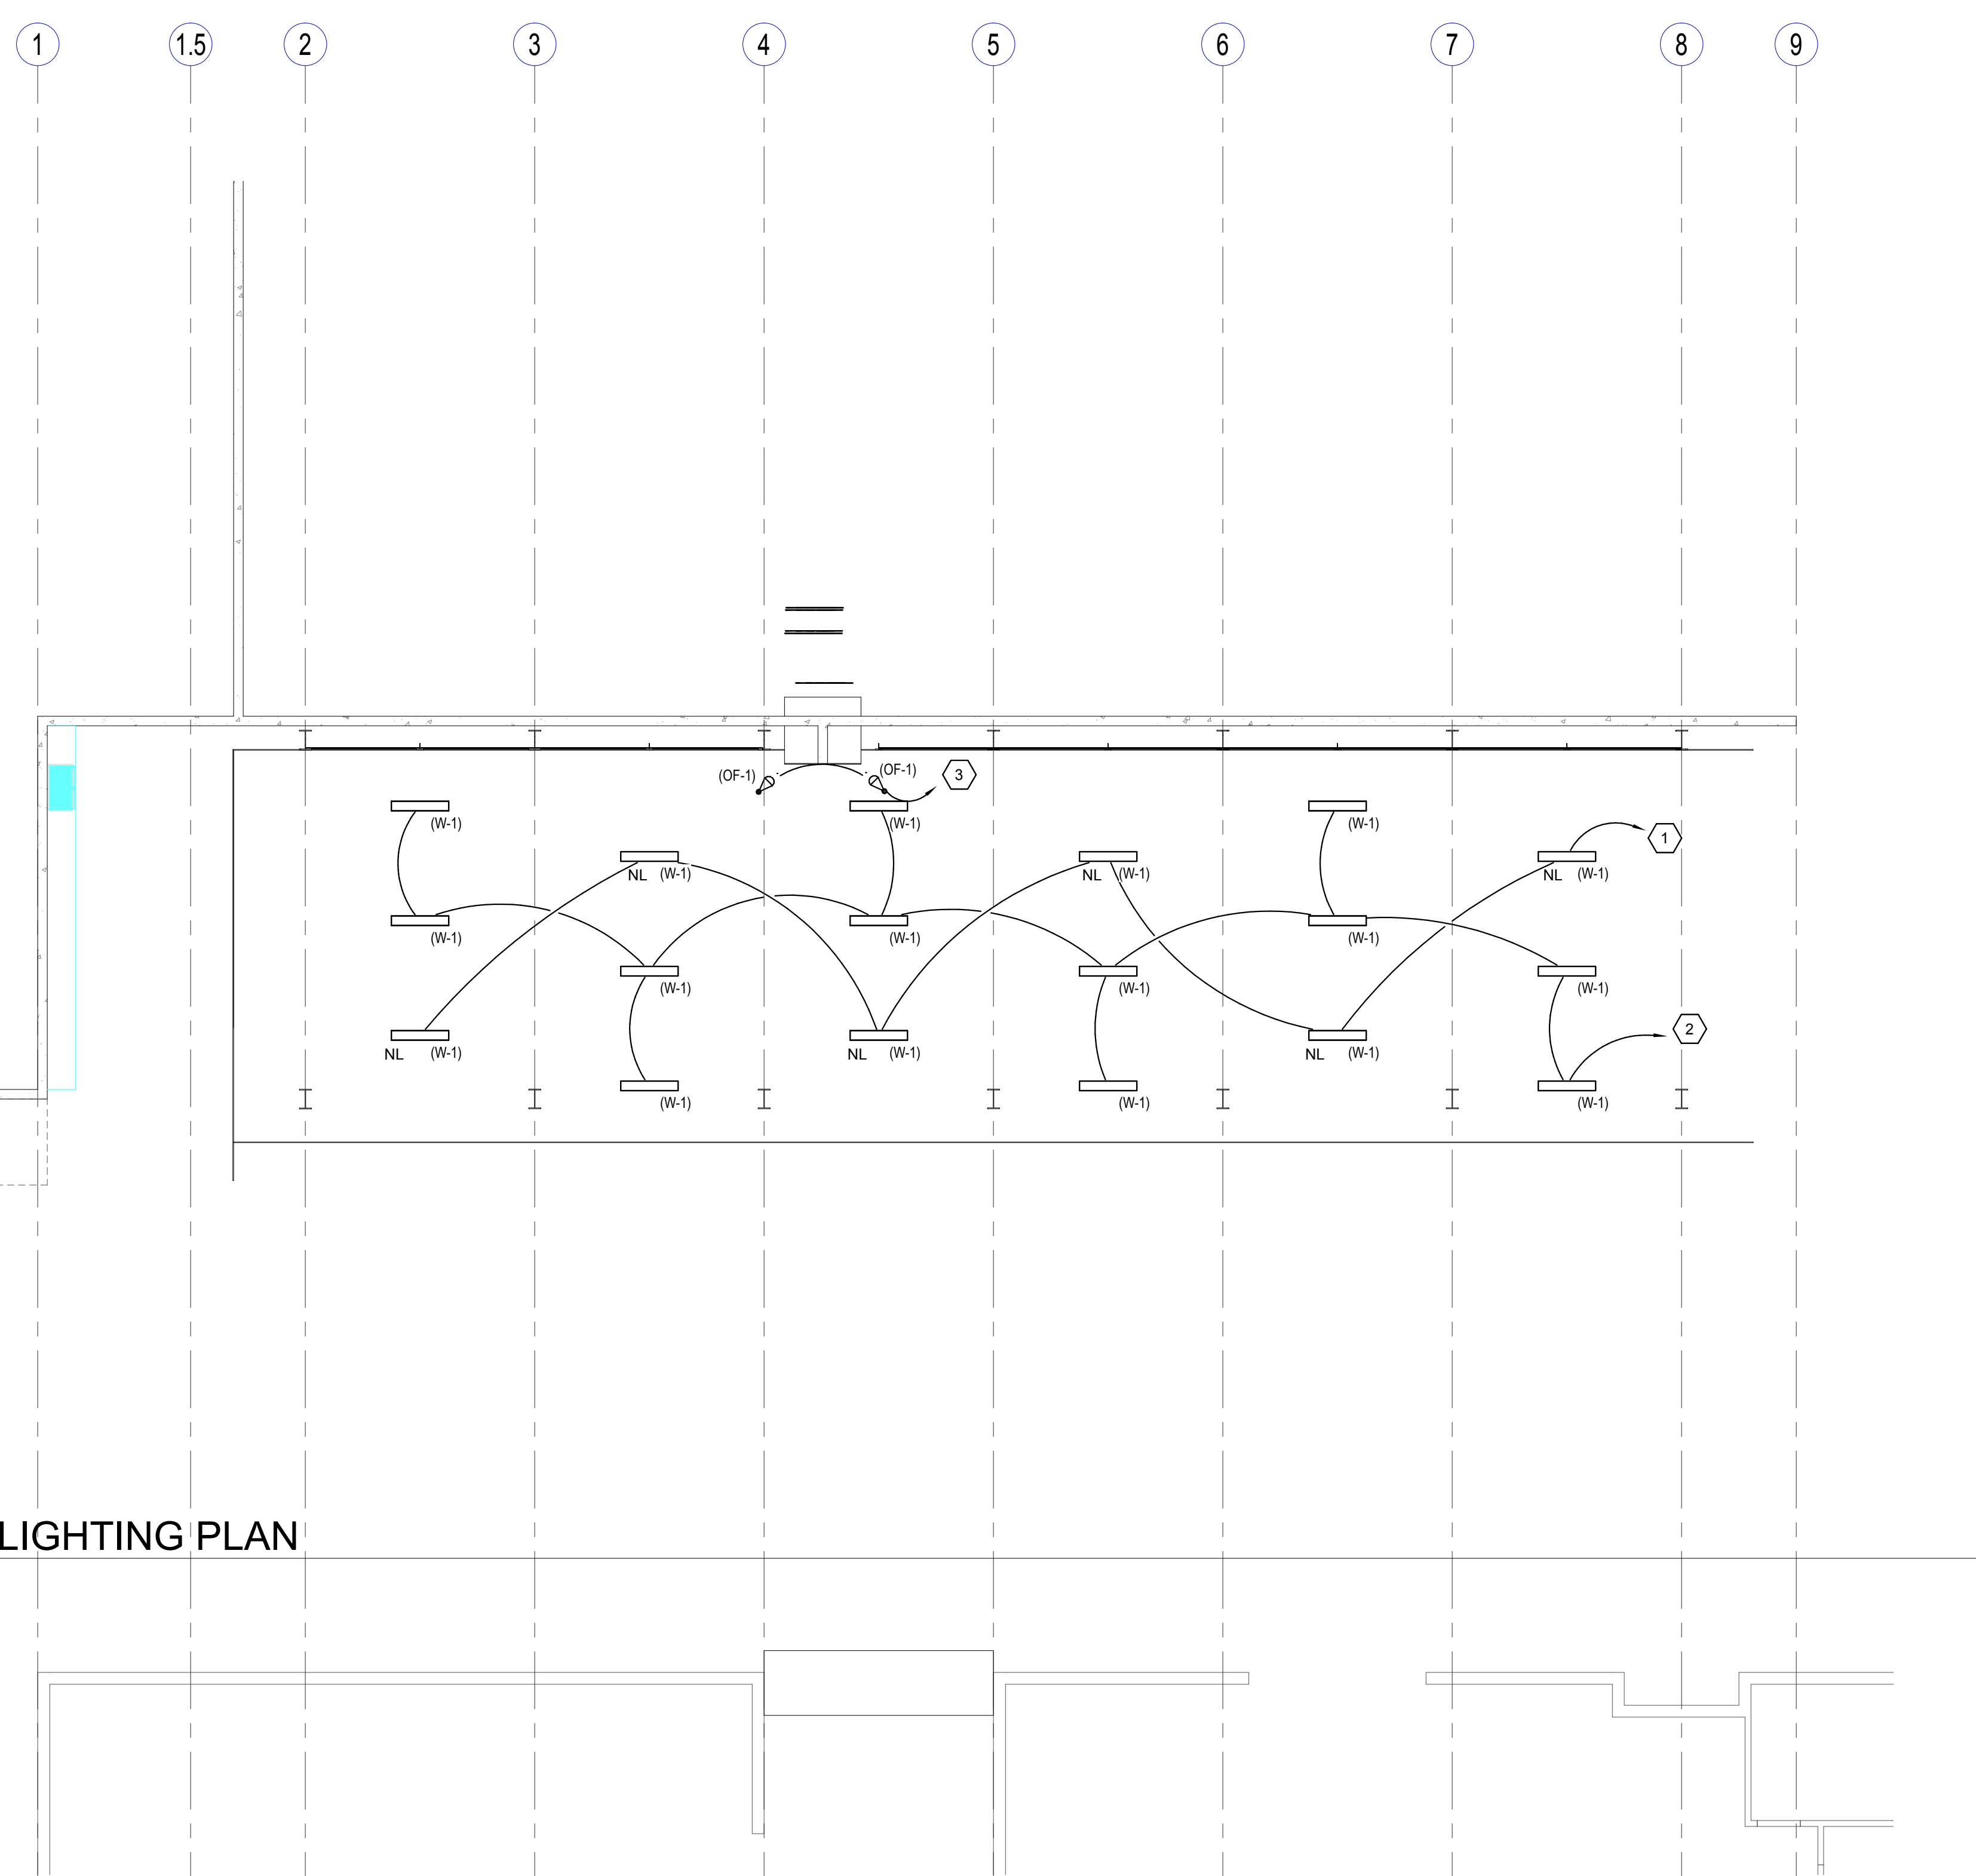 1 1.5 2 3 4 5 6 7 8 9
(OF-1) (OF-1) 3
(W-1) (W-1) (W-1)
1
NL (W-1) NL (W-1) NL (W-1)
(W-1) (W-1) (W-1)
(W-1) (W-1) (W-1)
2
NL (W-1) NL (W-1) NL (W-1)
(W-1) (W-1) (W-1)
LIGHTING PLAN